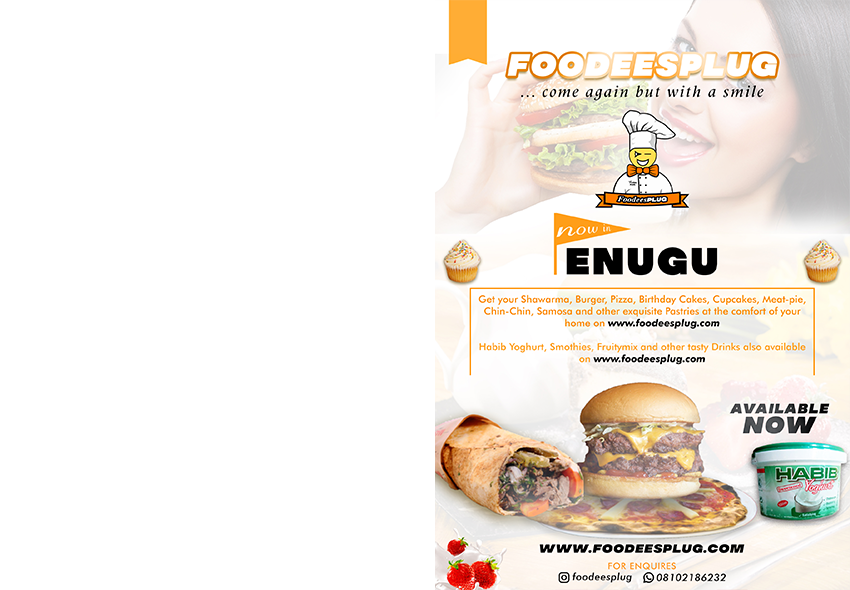 FOODEESPLUG
... come again but with a smile
FoodeesPLUG
now in
ENUGU
Get your Shawarma, Burger, Pizza, Birthday Cakes, Cupcakes, Meat-pie,
Chin-Chin, Samosa and other exquisite Pastries at the comfort of your
home on www.foodeesplug.com
Habib Yoghurt, Smothies, Fruitymix and other tasty Drinks also available
on www.foodeesplug.com
AVAILABLE
NOW
HABIB
Yoghurt
WWW.FOODEESPLUG.COM
FOR ENQUIRES
foodeesplug 08102186232